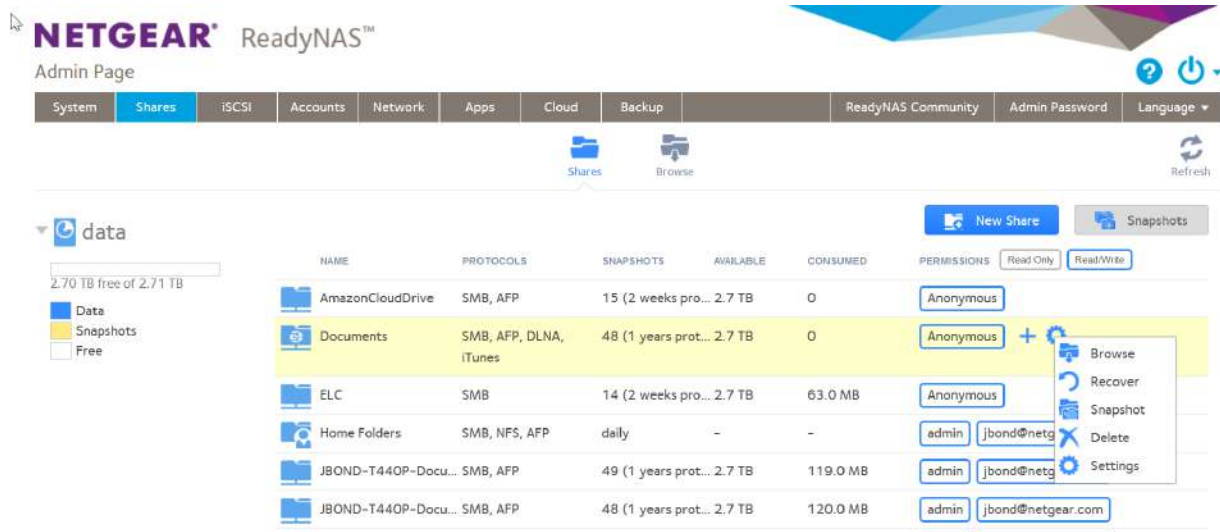 NETGEAR® ReadyNAS™
Admin Page
System Shares iSCSI Accounts Network Apps Cloud Backup ReadyNAS Community Admin Password Language
Shares Browse Refresh
data
New Share Snapshots
NAME PROTOCOLS SNAPSHOTS AVAILABLE CONSUMED PERMISSIONS Read Only Read/Write
2.70 TB free of 2.71 TB
Data
Snapshots
Free
AmazonCloudDrive SMB, AFP 15 (2 weeks pro... 2.7 TB 0 Anonymous
Documents SMB, AFP, DLNA, 48 (1 years prot... 2.7 TB 0 Anonymous
iTunes
Browse
Recover
ELC SMB 14 (2 weeks pro... 2.7 TB 63.0 MB Anonymous
Snapshot
Home Folders SMB, NFS, AFP daily - - admin jbond@netg
Delete
Settings
JBOND-T440P-Docu... SMB, AFP 49 (1 years prot... 2.7 TB 119.0 MB admin jbond@netg
JBOND-T440P-Docu... SMB, AFP 48 (1 years prot... 2.7 TB 120.0 MB admin jbond@netgear.com